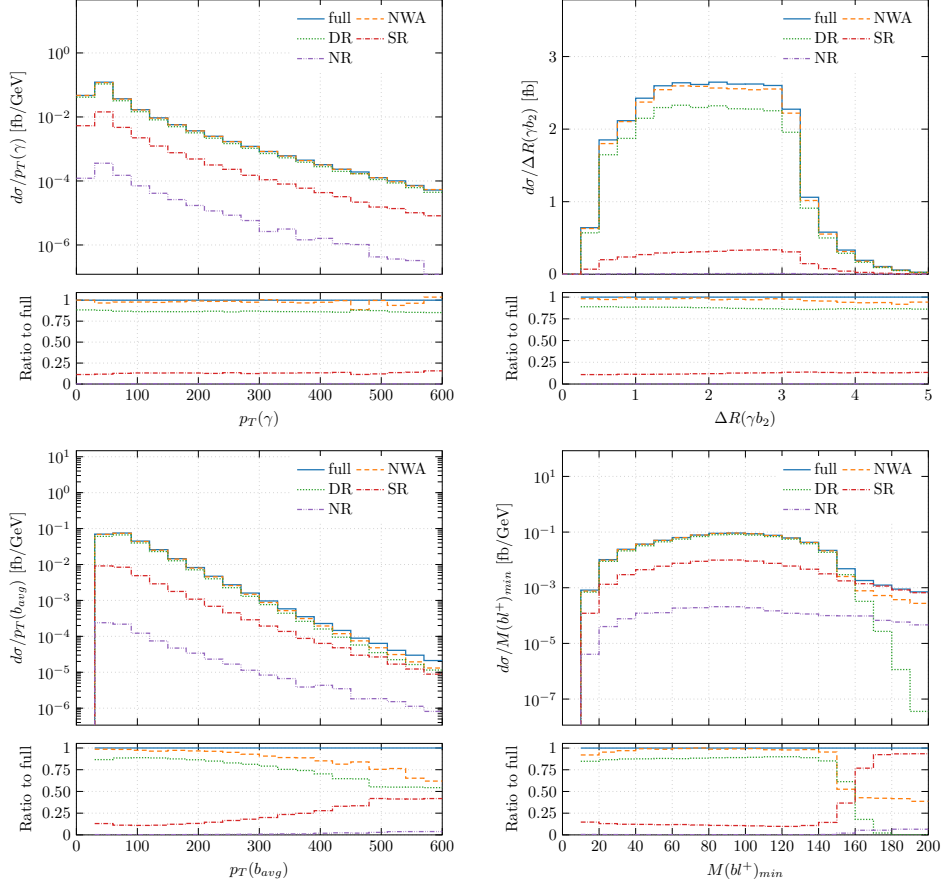 full NWA
DR SR
NR
dσ/p_T(γ) [fb/GeV]
10^0
10^{-2}
10^{-4}
10^{-6}
Ratio to full
1
0.75
0.5
0.25
0
0 100 200 300 400 500 600
p_T(γ)
full NWA
DR SR
NR
dσ/ΔR(γb_2) [fb]
3
2
1
0
Ratio to full
1
0.75
0.5
0.25
0
0 1 2 3 4 5
ΔR(γb_2)
full NWA
DR SR
NR
dσ/p_T(b_{avg}) [fb/GeV]
10^1
10^0
10^{-1}
10^{-2}
10^{-3}
10^{-4}
10^{-5}
10^{-6}
Ratio to full
1
0.75
0.5
0.25
0
0 100 200 300 400 500 600
p_T(b_{avg})
full NWA
DR SR
NR
dσ/M(bl^+)_{min} [fb/GeV]
10^1
10^{-1}
10^{-3}
10^{-5}
10^{-7}
Ratio to full
1
0.75
0.5
0.25
0
0 20 40 60 80 100 120 140 160 180 200
M(bl^+)_{min}